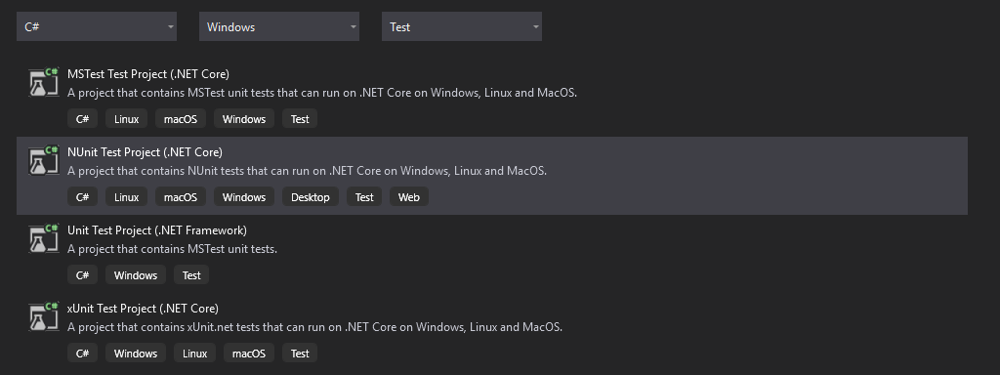 C# Windows Test
C#
MSTest Test Project (.NET Core)
A project that contains MSTest unit tests that can run on .NET Core on Windows, Linux and MacOS.
C# Linux macOS Windows Test
C#
NUnit Test Project (.NET Core)
A project that contains NUnit tests that can run on .NET Core on Windows, Linux and MacOS.
C# Linux macOS Windows Desktop Test Web
C#
Unit Test Project (.NET Framework)
A project that contains MSTest unit tests.
C# Windows Test
C#
xUnit Test Project (.NET Core)
A project that contains xUnit.net tests that can run on .NET Core on Windows, Linux and MacOS.
C# Windows Linux macOS Test